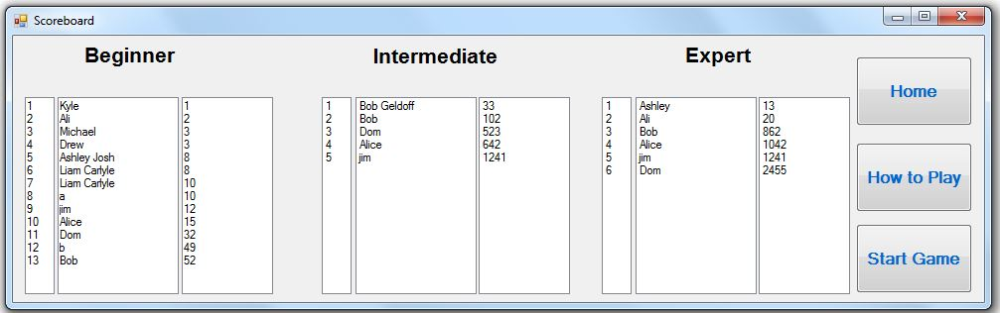 Scoreboard
Beginner Intermediate Expert
1 Kyle 1 1 Bob Geldoff 33 1 Ashley 13
2 Ali 2 2 Bob 102 2 Ali 20
3 Michael 3 3 Dom 523 3 Bob 862
4 Drew 3 4 Alice 642 4 Alice 1042
5 Ashley Josh 8 5 jim 1241 5 jim 1241
6 Liam Carlyle 8 6 Dom 2455
7 Liam Carlyle 10
8 a 10
9 jim 12
10 Alice 15
11 Dom 32
12 b 49
13 Bob 52
Home
How to Play
Start Game